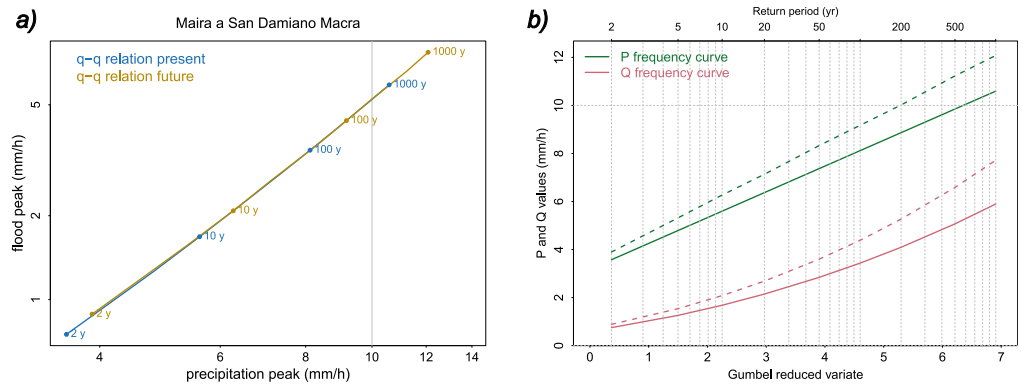 a)
Maira a San Damiano Macra
q−q relation present
q−q relation future
1000 y
1000 y
100 y
100 y
10 y
10 y
2 y
2 y
flood peak (mm/h)
1 2 5
4 6 8 10 12 14
precipitation peak (mm/h)
b)
Return period (yr)
2 5 10 20 50 200 500
P frequency curve
Q frequency curve
P and Q values (mm/h)
0 2 4 6 8 10 12
0 1 2 3 4 5 6 7
Gumbel reduced variate